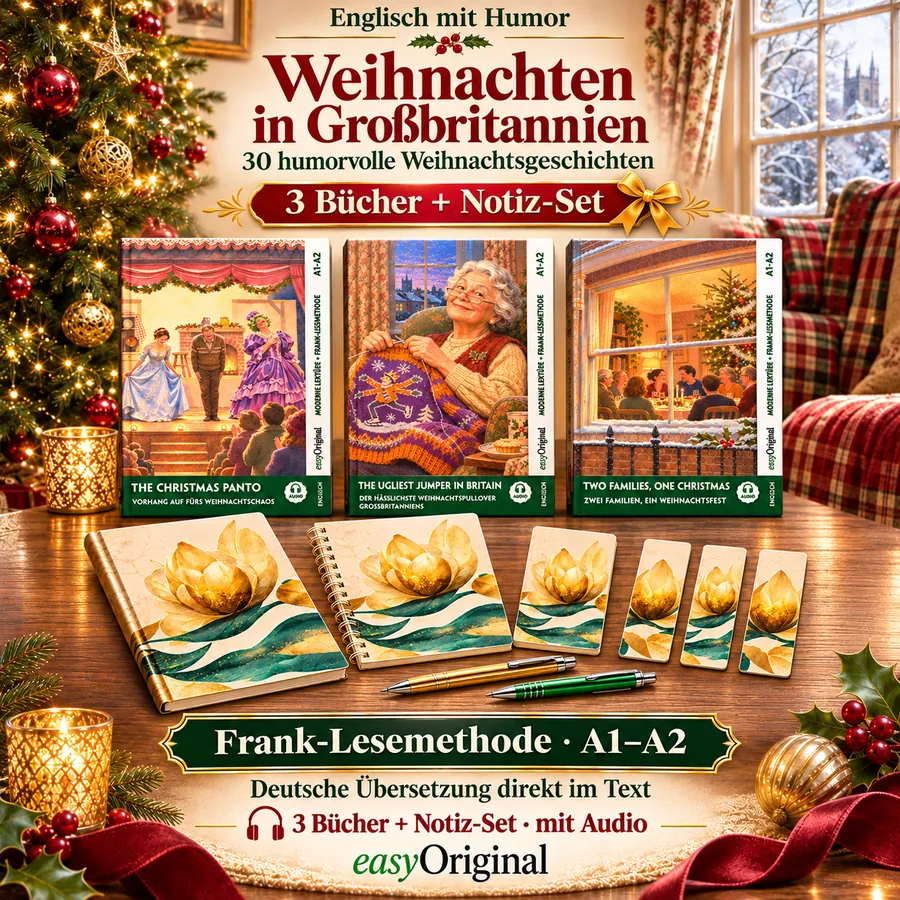 Englisch mit Humor
Weihnachten
in Großbritannien
30 humorvolle Weihnachtsgeschichten
3 Bücher + Notiz-Set
A1–A2
MODERNE LEKTÜRE + FRANK-LESEMETHODE
easyOriginal
ENGLISCH
THE CHRISTMAS PANTO
VORHANG AUF FÜRS WEIHNACHTSCHAOS
AUDIO
A1–A2
MODERNE LEKTÜRE + FRANK-LESEMETHODE
easyOriginal
ENGLISCH
THE UGLIEST JUMPER IN BRITAIN
DER HÄSSLICHSTE WEIHNACHTSPULLOVER
GROSSBRITANNIENS
AUDIO
A1–A2
MODERNE LEKTÜRE + FRANK-LESEMETHODE
easyOriginal
ENGLISCH
TWO FAMILIES, ONE CHRISTMAS
ZWEI FAMILIEN, EIN WEIHNACHTSFEST
AUDIO
Frank-Lesemethode · A1–A2
Deutsche Übersetzung direkt im Text
3 Bücher + Notiz-Set · mit Audio
easyOriginal